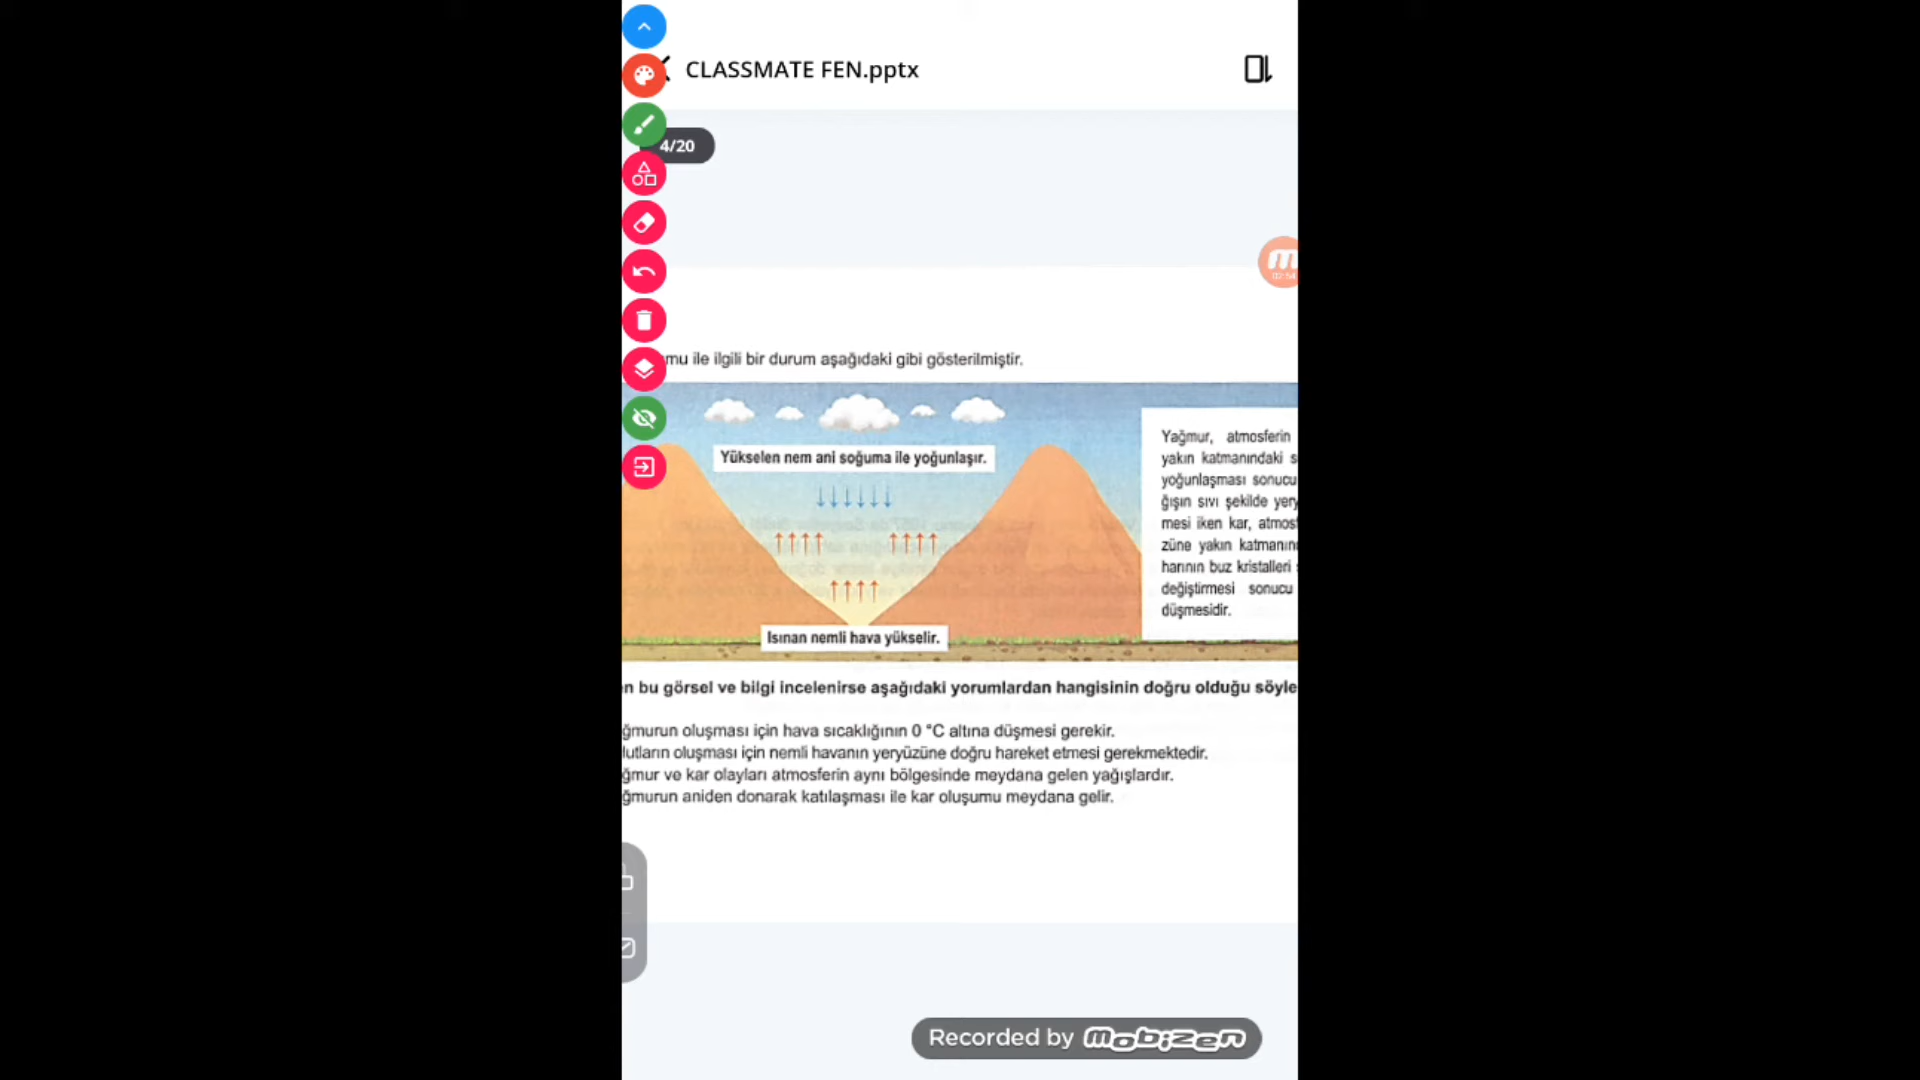 CLASSMATE FEN.pptx
4/20
02:54
mu ile ilgili bir durum aşağıdaki gibi gösterilmiştir.
Yükselen nem ani soğuma ile yoğunlaşır.
Isınan nemli hava yükselir.
Yağmur, atmosferin
yakın katmanındaki s
yoğunlaşması sonucu
ğışın sıvı şekilde yery
mesi iken kar, atmos
züne yakın katmanın
harının buz kristalleri
değiştirmesi sonucu
düşmesidir.
n bu görsel ve bilgi incelenirse aşağıdaki yorumlardan hangisinin doğru olduğu söyle
ğmurun oluşması için hava sıcaklığının 0 °C altına düşmesi gerekir.
lutların oluşması için nemli havanın yeryüzüne doğru hareket etmesi gerekmektedir.
ğmur ve kar olayları atmosferin aynı bölgesinde meydana gelen yağışlardır.
ğmurun aniden donarak katılaşması ile kar oluşumu meydana gelir.
Recorded by mobizen